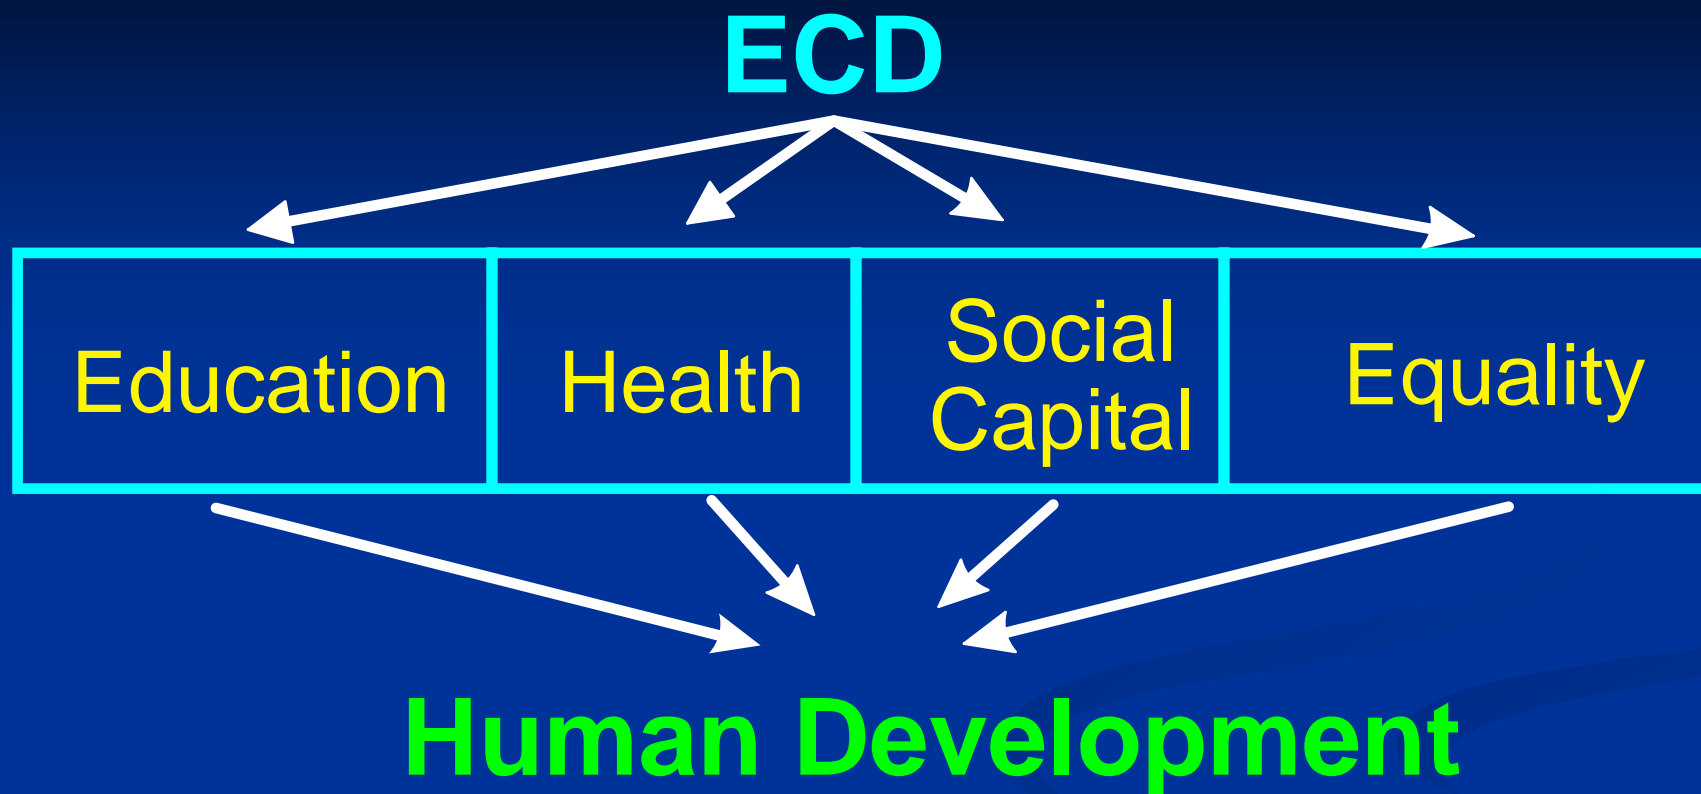 ECD
Education
Health
Social
Capital
Equality
Human Development